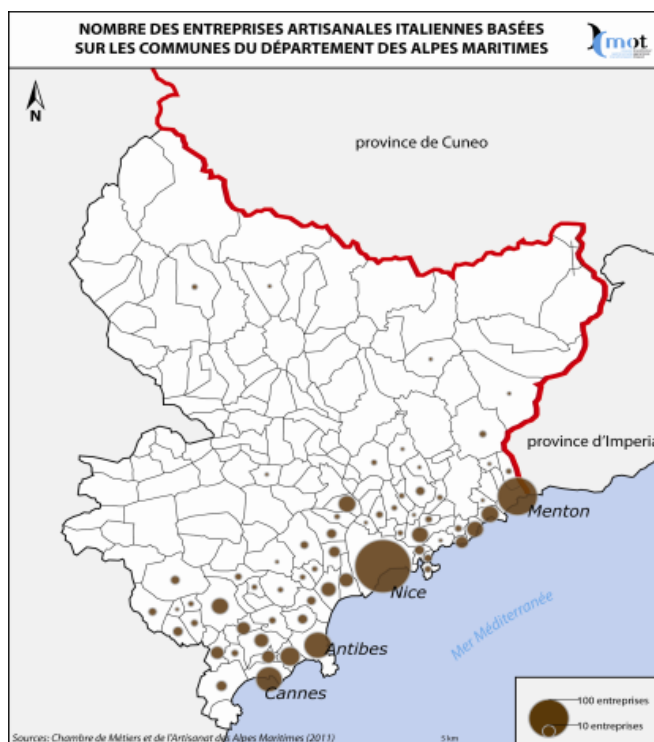 NOMBRE DES ENTREPRISES ARTISANALES ITALIENNES BASÉES
SUR LES COMMUNES DU DÉPARTEMENT DES ALPES MARITIMES
mot
N
province de Cuneo
province d'Imperia
Menton
Nice
Antibes
Cannes
Mer Méditerranée
100 entreprises
10 entreprises
Sources: Chambre de Métiers et de l'Artisanat des Alpes Maritimes (2011)
5 km